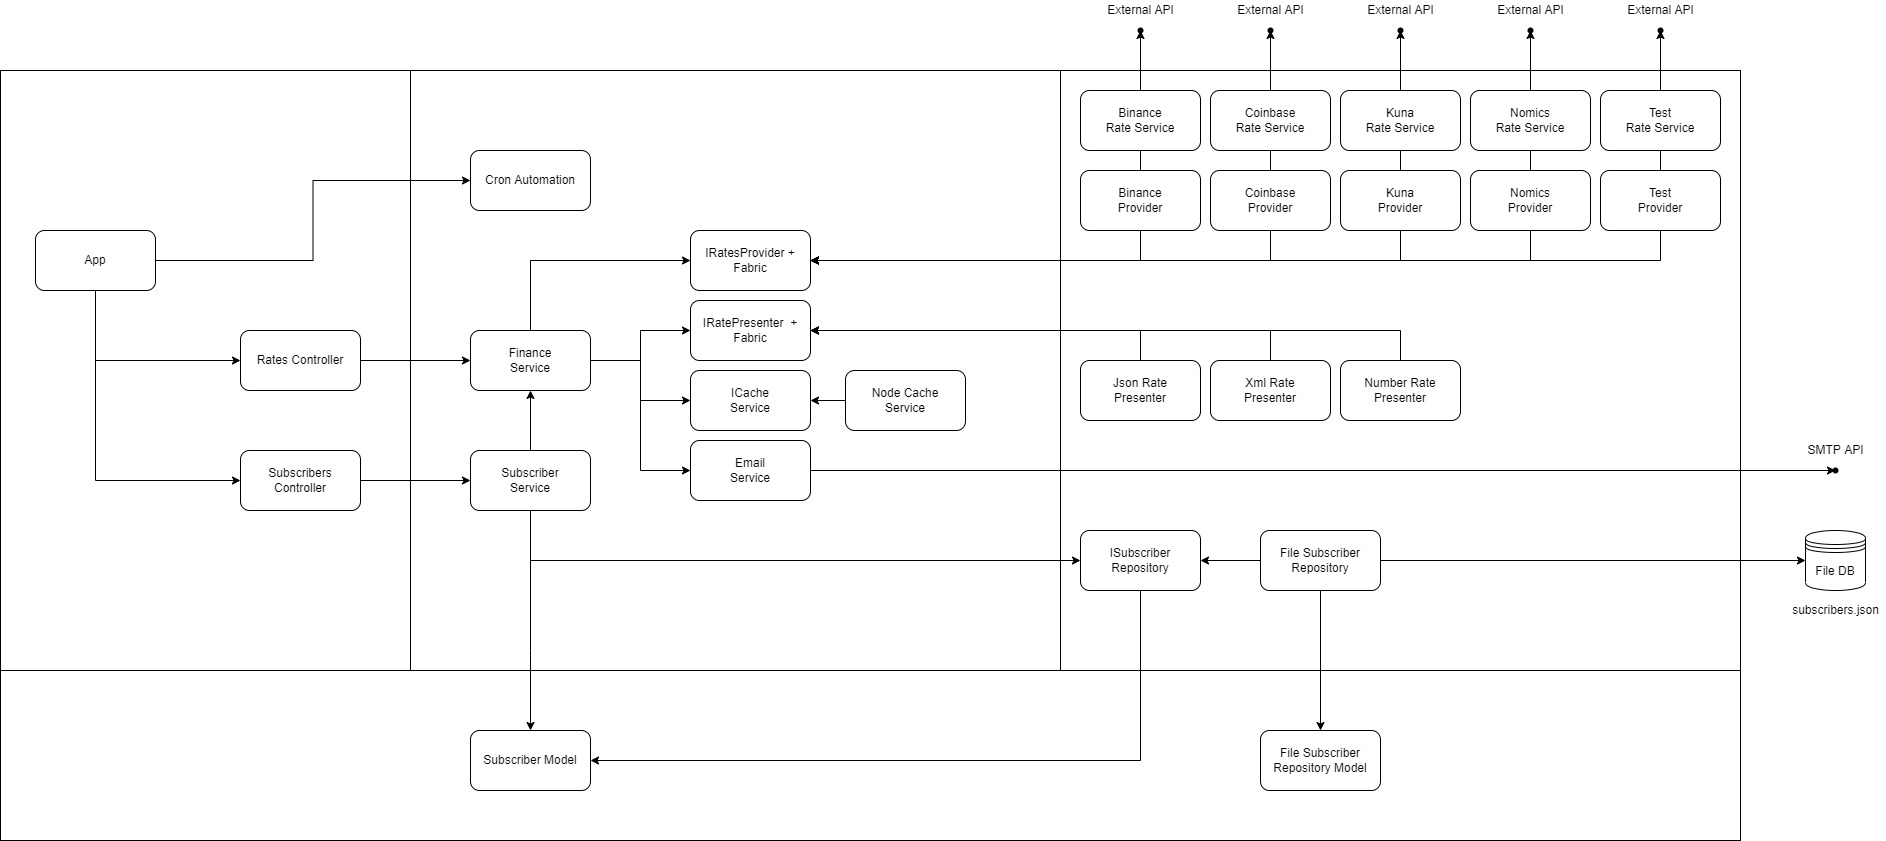 External API
External API
External API
External API
External API
Binance
Rate Service
Coinbase
Rate Service
Kuna
Rate Service
Nomics
Rate Service
Test
Rate Service
Cron Automation
Binance
Provider
Coinbase
Provider
Kuna
Provider
Nomics
Provider
Test
Provider
App
IRatesProvider +
Fabric
IRatePresenter +
Fabric
Rates Controller
Finance
Service
ICache
Service
Node Cache
Service
Json Rate
Presenter
Xml Rate
Presenter
Number Rate
Presenter
SMTP API
Subscribers
Controller
Subscriber
Service
Email
Service
ISubscriber
Repository
File Subscriber
Repository
File DB
subscribers.json
Subscriber Model
File Subscriber
Repository Model